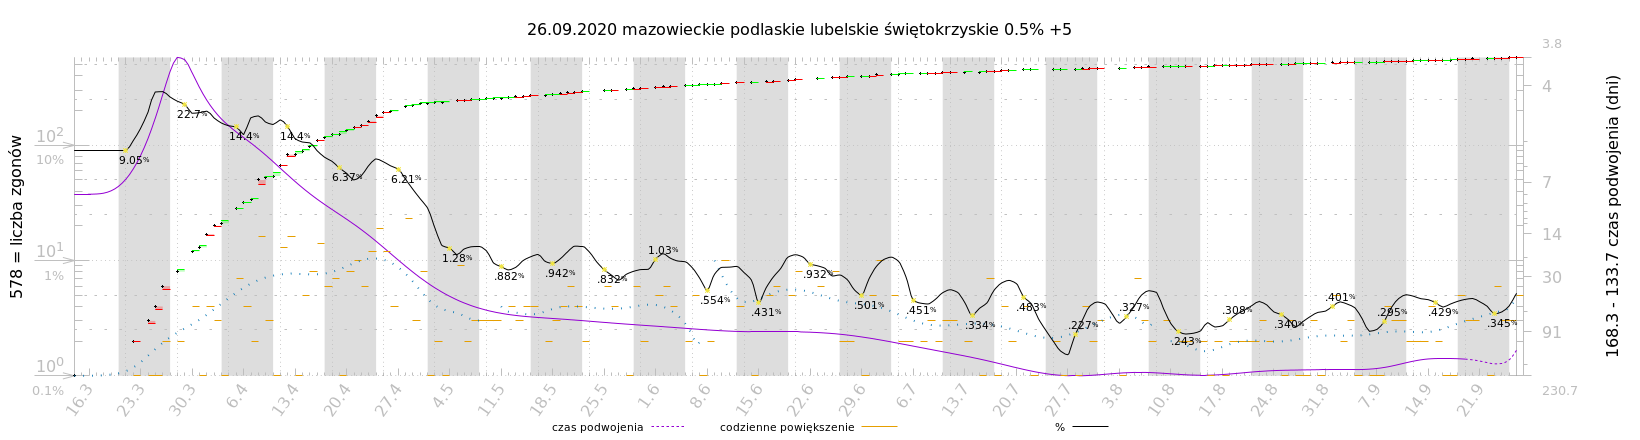 26.09.2020 mazowieckie podlaskie lubelskie świętokrzyskie 0.5% +5
578 = liczba zgonów
10² 10% 10¹ 1% 10⁰ 0.1%
9.05% 22.7% 14.4% 14.4% 6.37% 6.21% 1.28% .882% .942% .832% 1.03% .554% .431% .932% .501% .451% .334% .483% .227% .327% .243% .308% .340% .401% .295% .429% .345%
3.8
4
7
14
30
91
230.7
168.3 - 133.7 czas podwojenia (dni)
16.3 23.3 30.3 6.4 13.4 20.4 27.4 4.5 11.5 18.5 25.5 1.6 8.6 15.6 22.6 29.6 6.7 13.7 20.7 27.7 3.8 10.8 17.8 24.8 31.8 7.9 14.9 21.9
czas podwojenia codzienne powiększenie %